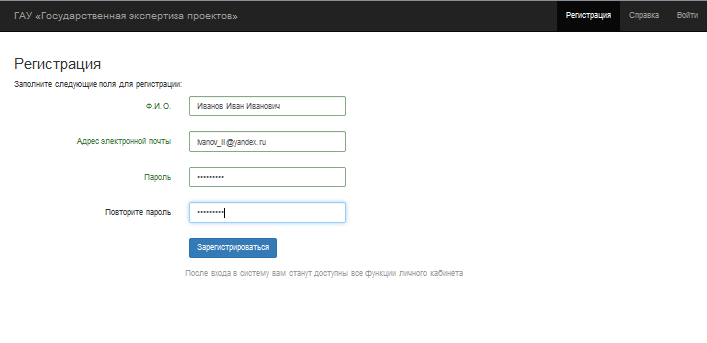 ГАУ «Государственная экспертиза проектов»
Регистрация
Справка
Войти
Регистрация
Заполните следующие поля для регистрации:
Ф.И.О.
Иванов Иван Иванович
Адрес электронной почты
Ivanov_II@yandex.ru
Пароль
•••••••••
Повторите пароль
•••••••••
Зарегистрироваться
После входа в систему вам станут доступны все функции личного кабинета